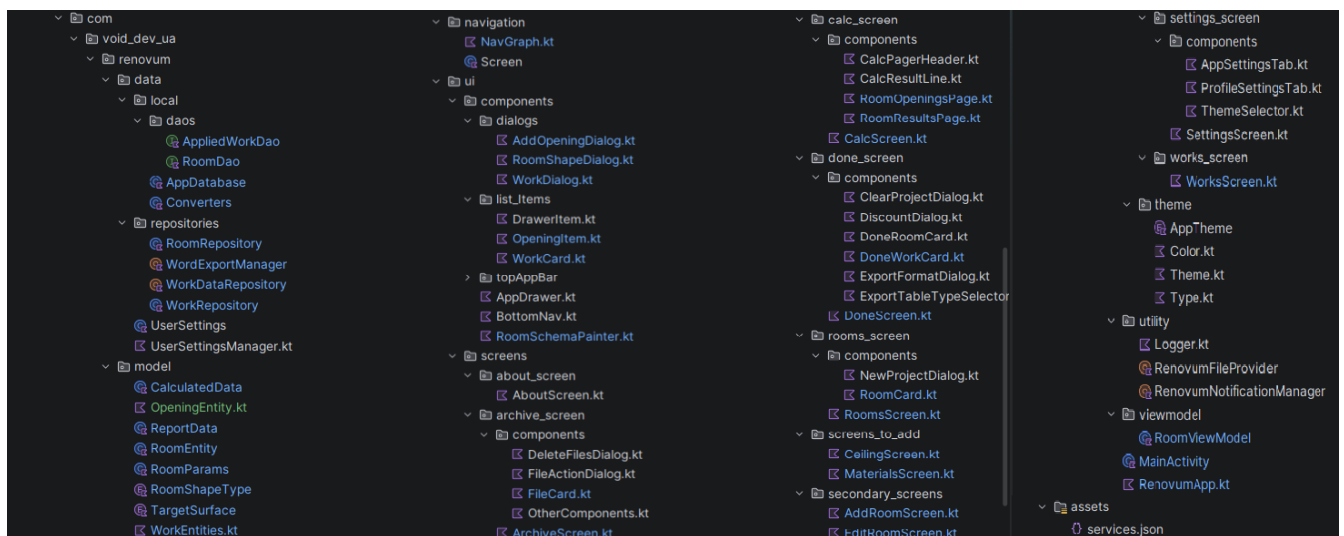 com
void_dev_ua
renovum
data
local
daos
AppliedWorkDao
RoomDao
AppDatabase
Converters
repositories
RoomRepository
WordExportManager
WorkDataRepository
WorkRepository
UserSettings
UserSettingsManager.kt
model
CalculatedData
OpeningEntity.kt
ReportData
RoomEntity
RoomParams
RoomShapeType
TargetSurface
WorkEntities.kt
navigation
NavGraph.kt
Screen
ui
components
dialogs
AddOpeningDialog.kt
RoomShapeDialog.kt
WorkDialog.kt
list_Items
DrawerItem.kt
OpeningItem.kt
WorkCard.kt
topAppBar
AppDrawer.kt
BottomNav.kt
RoomSchemaPainter.kt
screens
about_screen
AboutScreen.kt
archive_screen
components
DeleteFilesDialog.kt
FileActionDialog.kt
FileCard.kt
OtherComponents.kt
ArchiveScreen.kt
calc_screen
components
CalcPagerHeader.kt
CalcResultLine.kt
RoomOpeningsPage.kt
RoomResultsPage.kt
CalcScreen.kt
done_screen
components
ClearProjectDialog.kt
DiscountDialog.kt
DoneRoomCard.kt
DoneWorkCard.kt
ExportFormatDialog.kt
ExportTableTypeSelector
DoneScreen.kt
rooms_screen
components
NewProjectDialog.kt
RoomCard.kt
RoomsScreen.kt
screens_to_add
CeilingScreen.kt
MaterialsScreen.kt
secondary_screens
AddRoomScreen.kt
EditRoomScreen.kt
settings_screen
components
AppSettingsTab.kt
ProfileSettingsTab.kt
ThemeSelector.kt
SettingsScreen.kt
works_screen
WorksScreen.kt
theme
AppTheme
Color.kt
Theme.kt
Type.kt
utility
Logger.kt
RenovumFileProvider
RenovumNotificationManager
viewmodel
RoomViewModel
MainActivity
RenovumApp.kt
assets
services.json